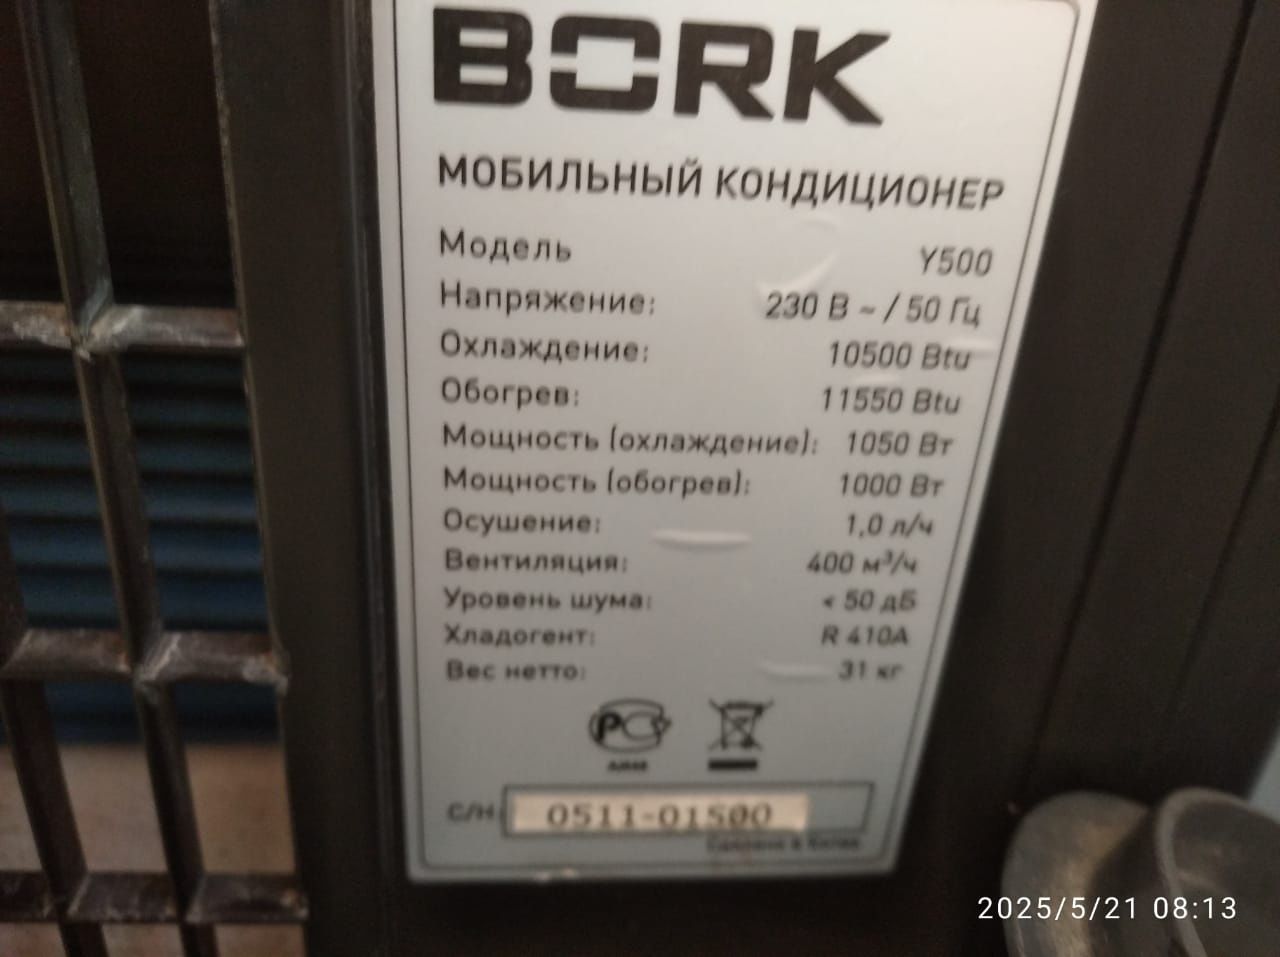 BORK
МОБИЛЬНЫЙ КОНДИЦИОНЕР
Модель Y500
Напряжение: 230 В ~ / 50 Гц
Охлаждение: 10500 Btu
Обогрев: 11550 Btu
Мощность (охлаждение): 1050 Вт
Мощность (обогрев): 1000 Вт
Осушение: 1,0 л/ч
Вентиляция: 400 м³/ч
Уровень шума: < 50 дБ
Хладогент: R 410A
Вес нетто: 31 кг
С/Н: 0511-01500
Сделано в Китае
2025/5/21 08:13